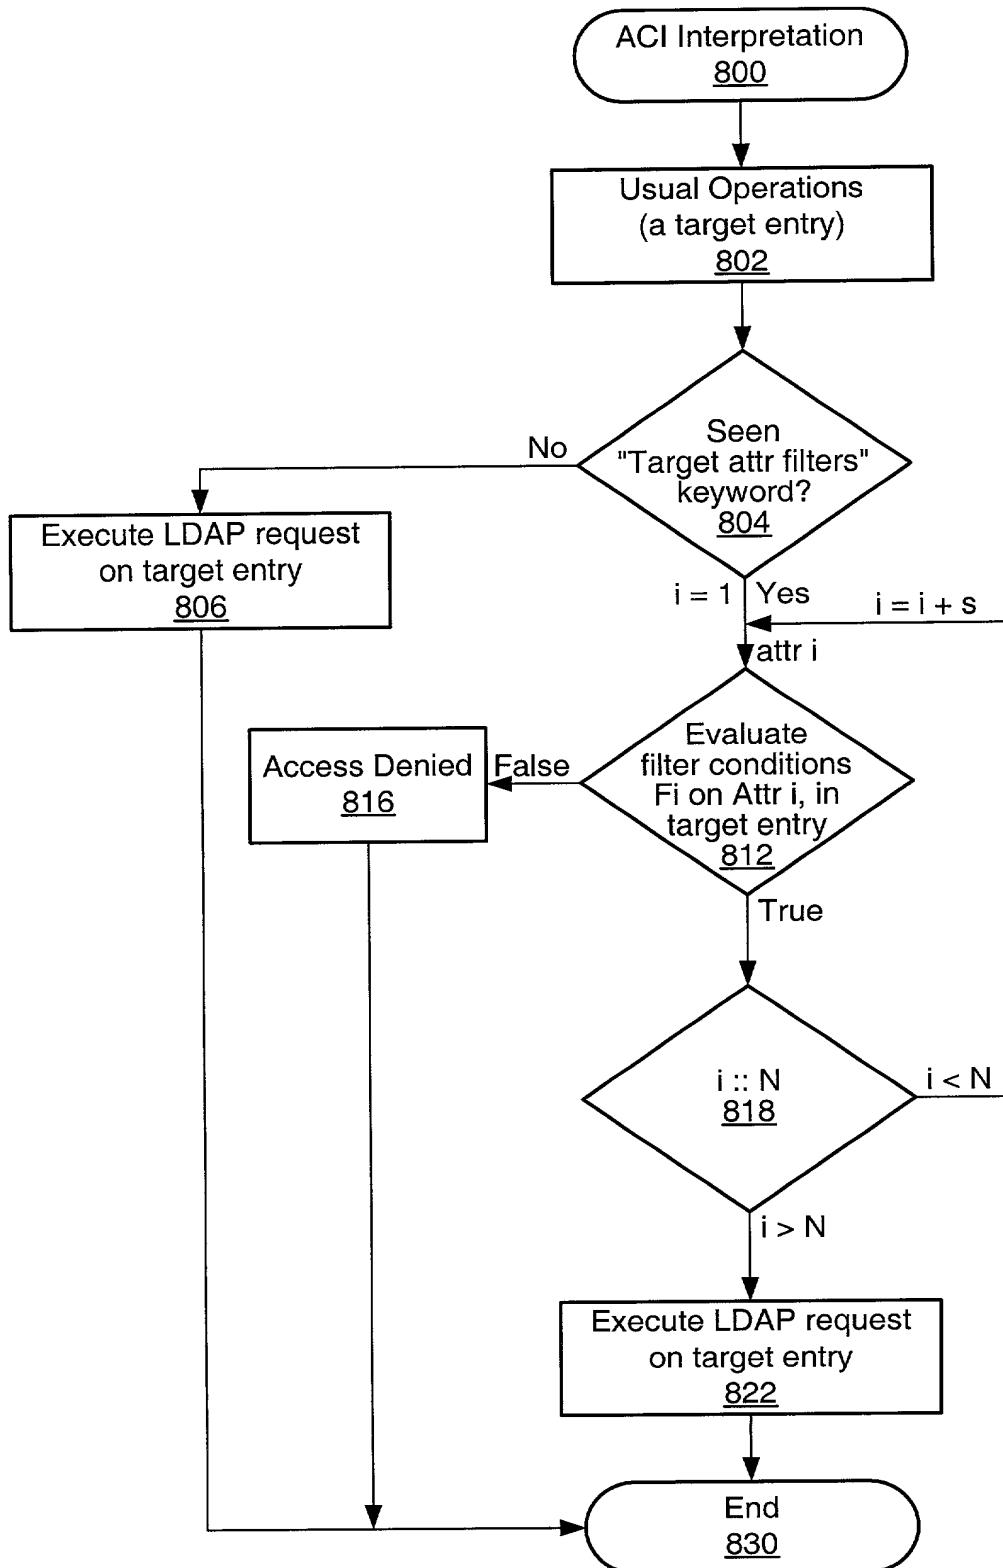 ACI Interpretation
800
Usual Operations
(a target entry)
802
Seen
"Target attr filters"
keyword?
804
No
Execute LDAP request
on target entry
806
i = 1
Yes
i = i + s
attr i
Evaluate
filter conditions
Fi on Attr i, in
target entry
812
False
Access Denied
816
True
i :: N
818
i < N
i > N
Execute LDAP request
on target entry
822
End
830